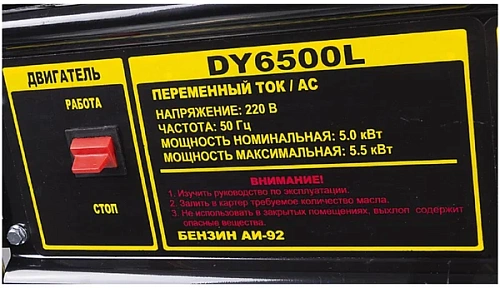 ДВИГАТЕЛЬ
РАБОТА
СТОП
DY6500L
ПЕРЕМЕННЫЙ ТОК / АС
НАПРЯЖЕНИЕ: 220 В
ЧАСТОТА: 50 Гц
МОЩНОСТЬ НОМИНАЛЬНАЯ: 5.0 кВт
МОЩНОСТЬ МАКСИМАЛЬНАЯ: 5.5 кВт
ВНИМАНИЕ!
1. Изучить руководство по эксплуатации.
2. Залить в картер требуемое количество масла.
3. Не использовать в закрытых помещениях, выхлоп содержит
опасные вещества.
БЕНЗИН АИ-92